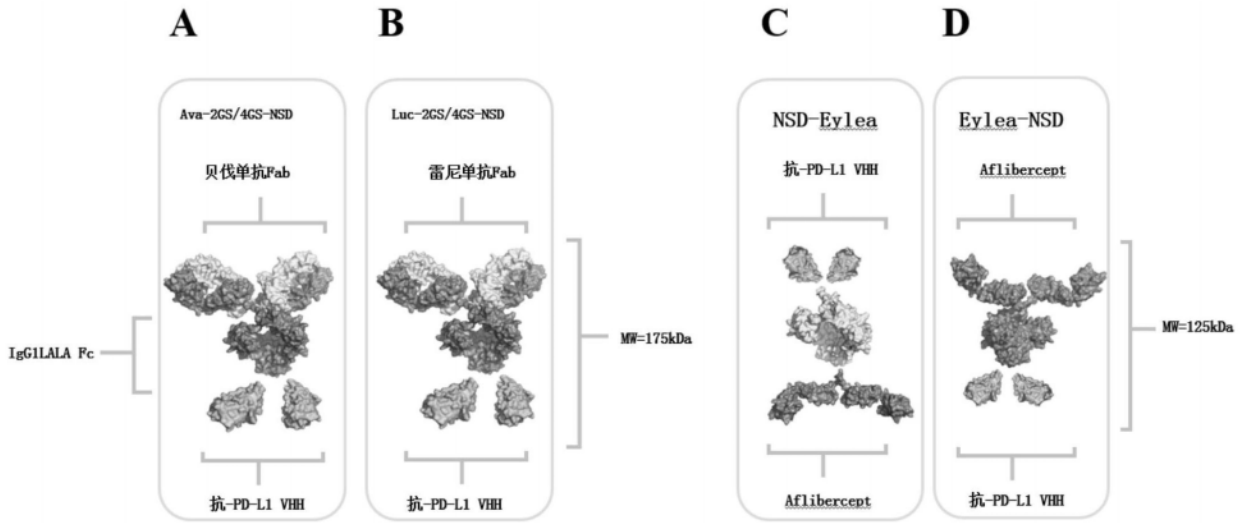 A
B
C
D
Ava-2GS/4GS-NSD
贝伐单抗Fab
Luc-2GS/4GS-NSD
雷尼单抗Fab
NSD-Eylea
抗-PD-L1 VHH
Eylea-NSD
Aflibercept
IgG1LALA Fc
MW=175kDa
MW=125kDa
抗-PD-L1 VHH
抗-PD-L1 VHH
Aflibercept
抗-PD-L1 VHH